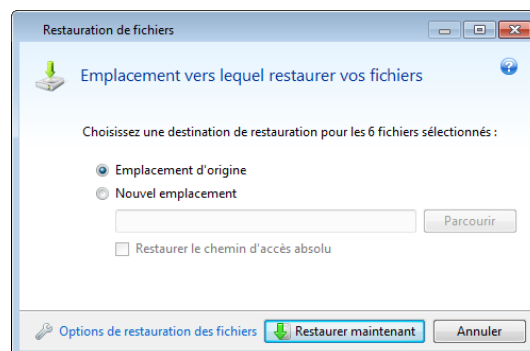 Restauration de fichiers
Emplacement vers lequel restaurer vos fichiers
Choisissez une destination de restauration pour les 6 fichiers sélectionnés :
Emplacement d'origine
Nouvel emplacement
Parcourir
Restaurer le chemin d'accès absolu
Options de restauration des fichiers Restaurer maintenant Annuler